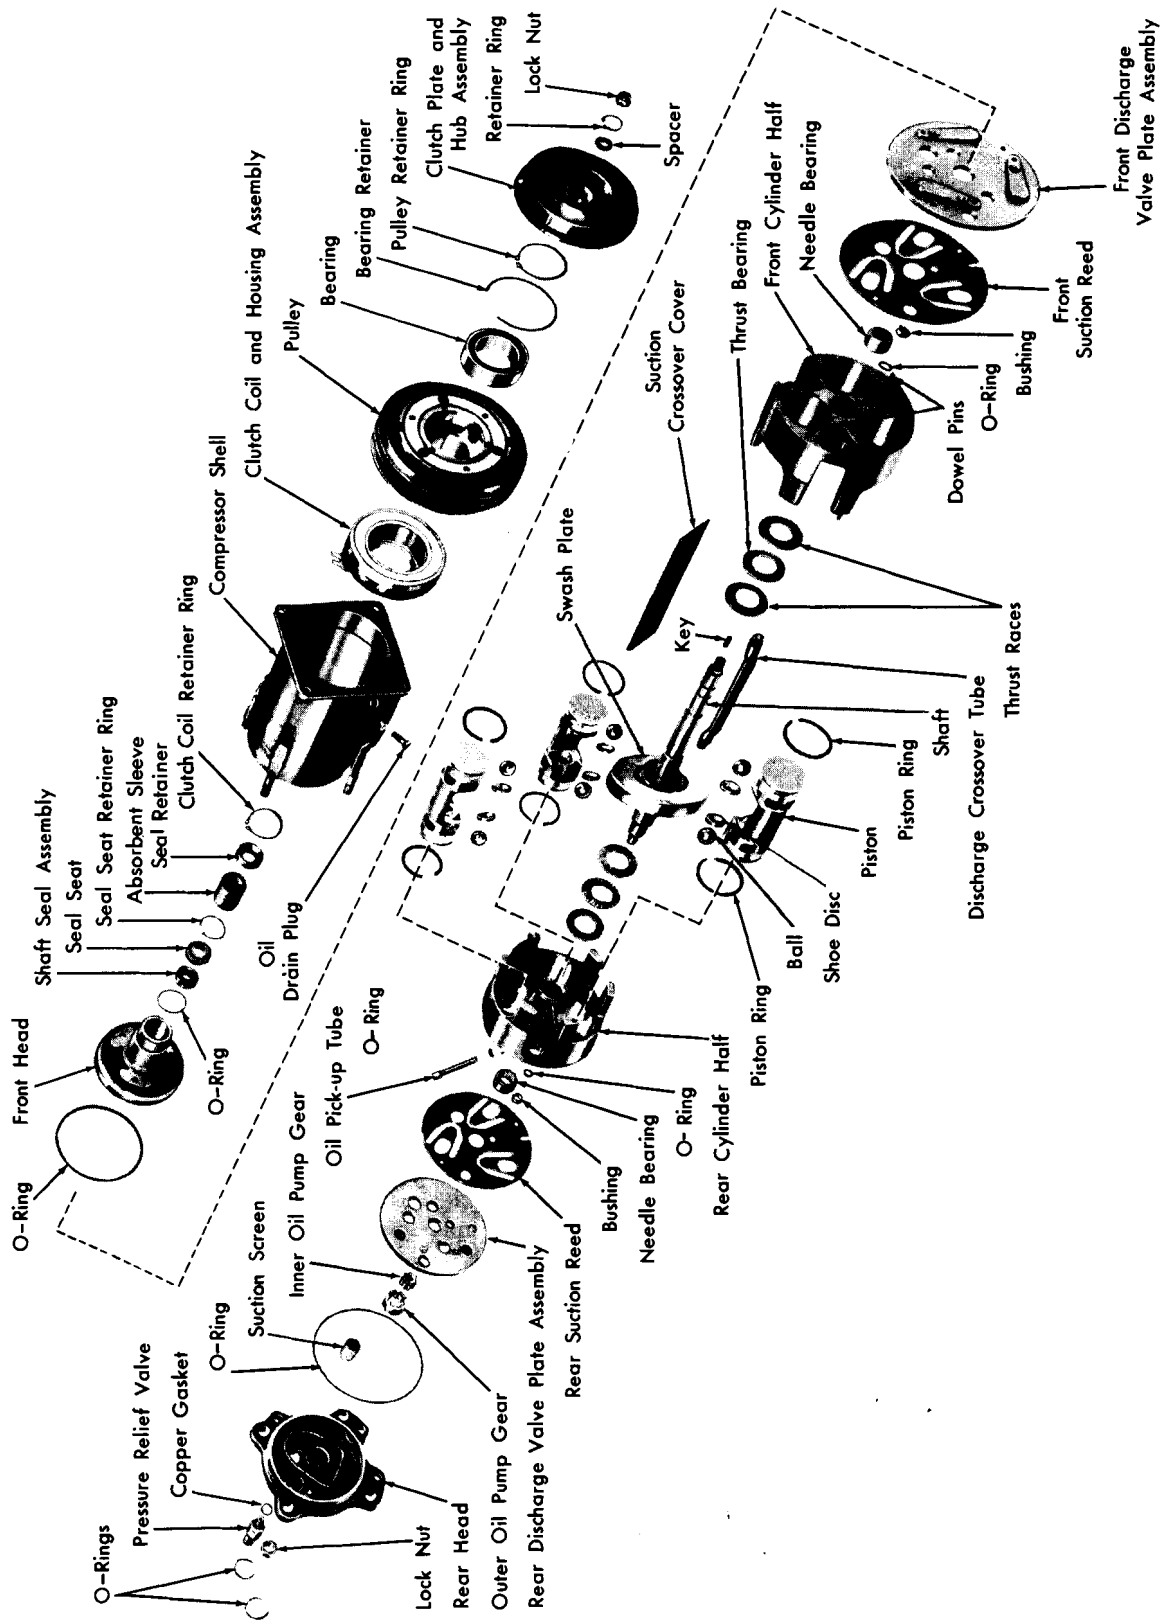 O-Rings
Pressure Relief Valve
Copper Gasket
O-Ring
Suction Screen
Inner Oil Pump Gear
Oil Pick-up Tube
O-Ring
Lock Nut
Rear Head
Outer Oil Pump Gear
Rear Discharge Valve Plate Assembly
Rear Suction Reed
Bushing
Needle Bearing
O-Ring
Rear Cylinder Half
Piston Ring
Ball
Shoe Disc
Piston
Piston Ring
Shaft
Discharge Crossover Tube
Thrust Races
Key
Swash Plate
Suction
Crossover Cover
Thrust Bearing
Front Cylinder Half
Needle Bearing
Dowel Pins
O-Ring
Bushing
Front
Suction Reed
Front Discharge
Valve Plate Assembly
O-Ring
Front Head
O-Ring
Shaft Seal Assembly
Seal Seat
Seal Seat Retainer Ring
Absorbent Sleeve
Seal Retainer
Clutch Coil Retainer Ring
Oil
Drain Plug
Compressor Shell
Clutch Coil and Housing Assembly
Pulley
Bearing
Bearing Retainer
Pulley Retainer Ring
Clutch Plate and
Hub Assembly
Retainer Ring
Lock Nut
Spacer